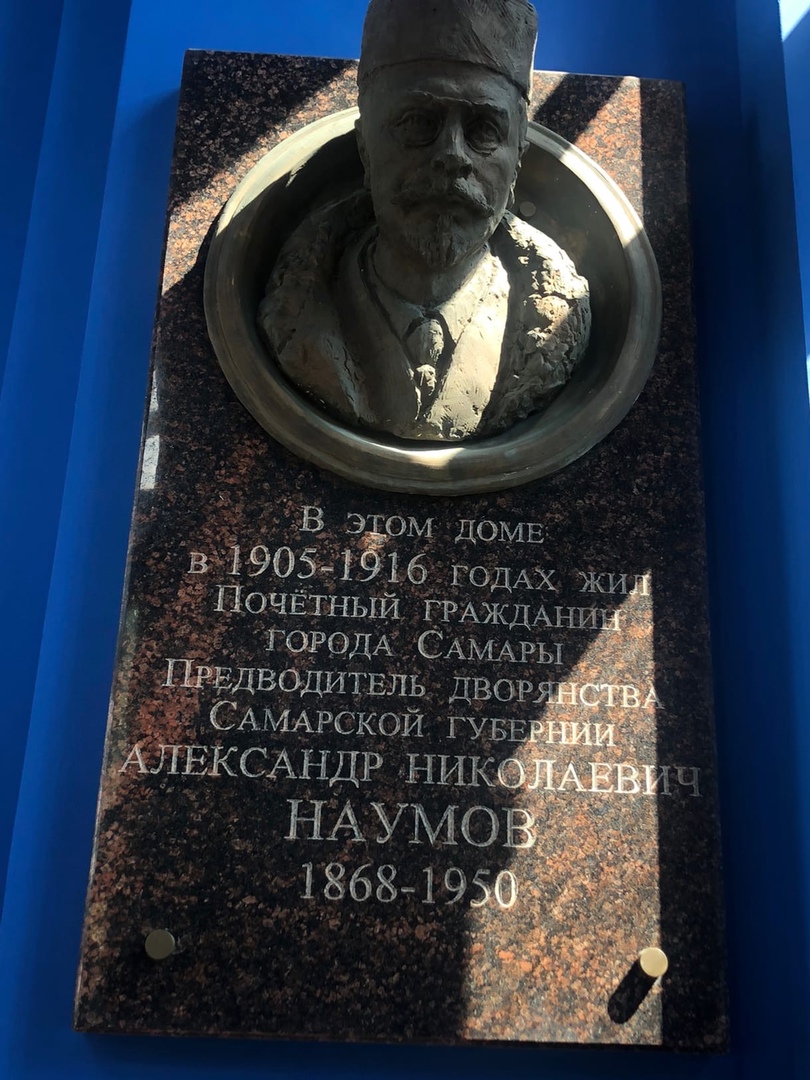 В этом доме
в 1905-1916 годах жил
Почётный гражданин
города Самары
Предводитель дворянства
Самарской губернии
Александр Николаевич
НАУМОВ
1868-1950